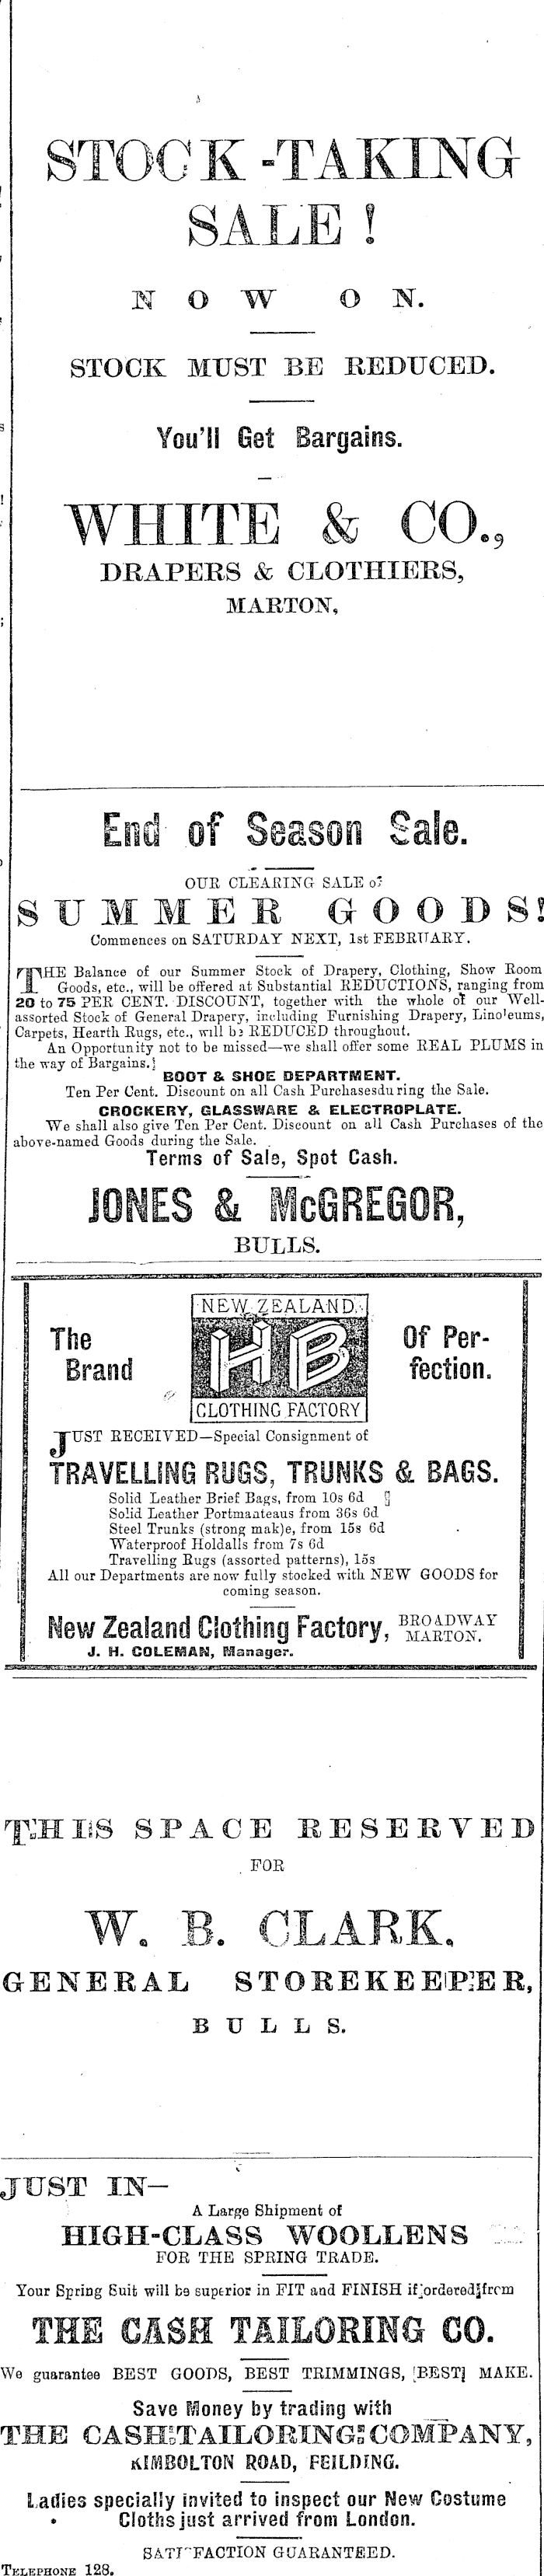 STOCK-TAKING
SALE!
NOW ON.
STOCK MUST BE REDUCED.
You'll Get Bargains.
WHITE & CO.,
DRAPERS & CLOTHIERS,
MARTON,
End of Season Sale.
OUR CLEARING SALE of
SUMMER GOODS!
Commences on SATURDAY NEXT, 1st FEBRUARY.
THE Balance of our Summer Stock of Drapery, Clothing, Show Room
Goods, etc., will be offered at Substantial REDUCTIONS, ranging from
20 to 75 PER CENT. DISCOUNT, together with the whole of our Well-
assorted Stock of General Drapery, including Furnishing Drapery, Linoleums,
Carpets, Hearth Rugs, etc., will be REDUCED throughout.
An Opportunity not to be missed—we shall offer some REAL PLUMS in
the way of Bargains.
BOOT & SHOE DEPARTMENT.
Ten Per Cent. Discount on all Cash Purchasesduring the Sale.
CROCKERY, GLASSWARE & ELECTROPLATE.
We shall also give Ten Per Cent. Discount on all Cash Purchases of the
above-named Goods during the Sale.
Terms of Sale, Spot Cash.
JONES & McGREGOR,
BULLS.
The Brand
NEW ZEALAND
HB
CLOTHING FACTORY
Of Per-
fection.
JUST RECEIVED—Special Consignment of
TRAVELLING RUGS, TRUNKS & BAGS.
Solid Leather Brief Bags, from 10s 6d
Solid Leather Portmanteaus from 36s 6d
Steel Trunks (strong mak)e, from 15s 6d
Waterproof Holdalls from 7s 6d
Travelling Rugs (assorted patterns), 15s
All our Departments are now fully stocked with NEW GOODS for
coming season.
New Zealand Clothing Factory, BROADWAY
MARTON.
J. H. COLEMAN, Manager.
THIS SPACE RESERVED
FOR
W. B. CLARK,
GENERAL STOREKEEPER,
BULLS.
JUST IN—
A Large Shipment of
HIGH-CLASS WOOLLENS
FOR THE SPRING TRADE.
Your Spring Suit will be superior in FIT and FINISH if ordered from
THE CASH TAILORING CO.
We guarantee BEST GOODS, BEST TRIMMINGS, BEST MAKE.
Save Money by trading with
THE CASH TAILORING COMPANY,
KIMBOLTON ROAD, FEILDING.
Ladies specially invited to inspect our New Costume
Cloths just arrived from London.
SATISFACTION GUARANTEED.
TELEPHONE 128.